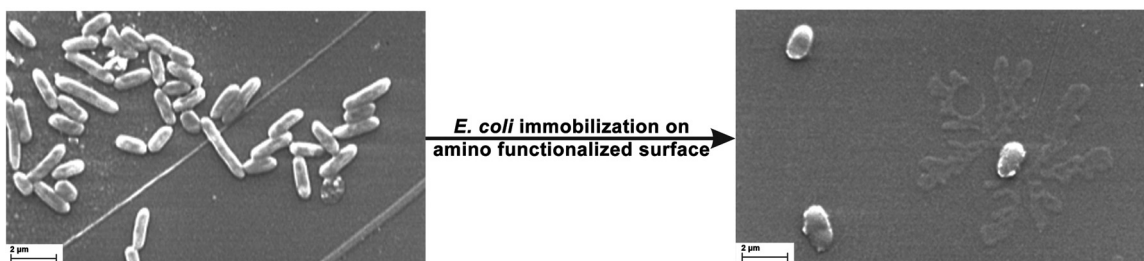 E. coli immobilization on
amino functionalized surface
2 µm
2 µm